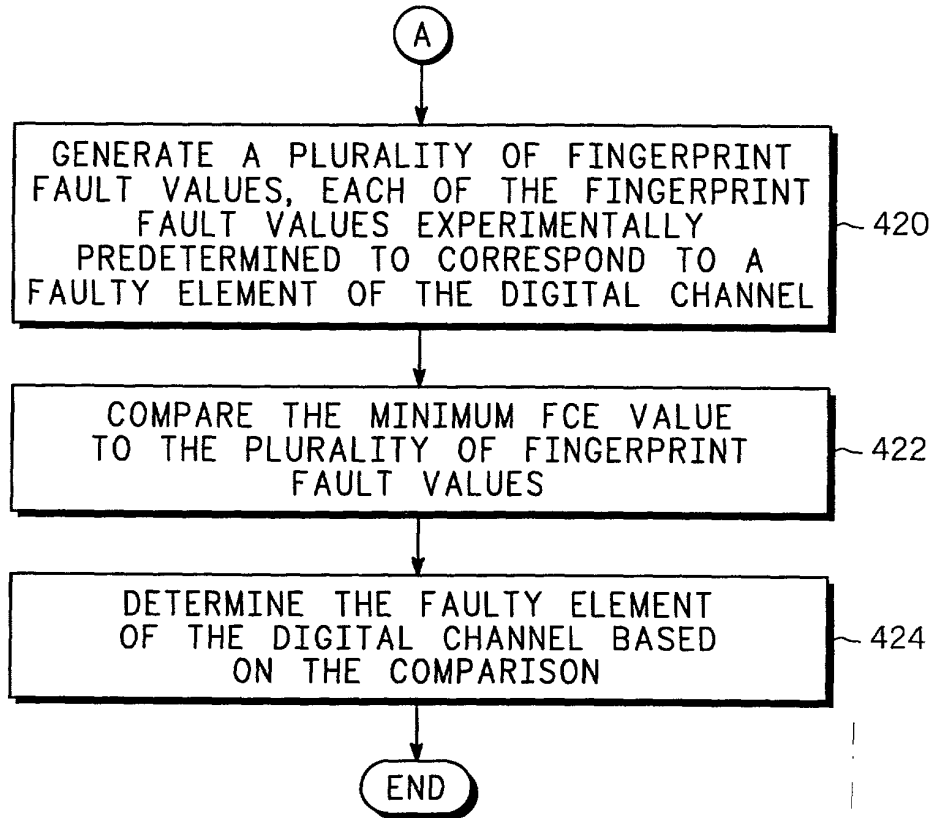 A
GENERATE A PLURALITY OF FINGERPRINT
FAULT VALUES, EACH OF THE FINGERPRINT
FAULT VALUES EXPERIMENTALLY
PREDETERMINED TO CORRESPOND TO A
FAULTY ELEMENT OF THE DIGITAL CHANNEL
420
COMPARE THE MINIMUM FCE VALUE
TO THE PLURALITY OF FINGERPRINT
FAULT VALUES
422
DETERMINE THE FAULTY ELEMENT
OF THE DIGITAL CHANNEL BASED
ON THE COMPARISON
424
END